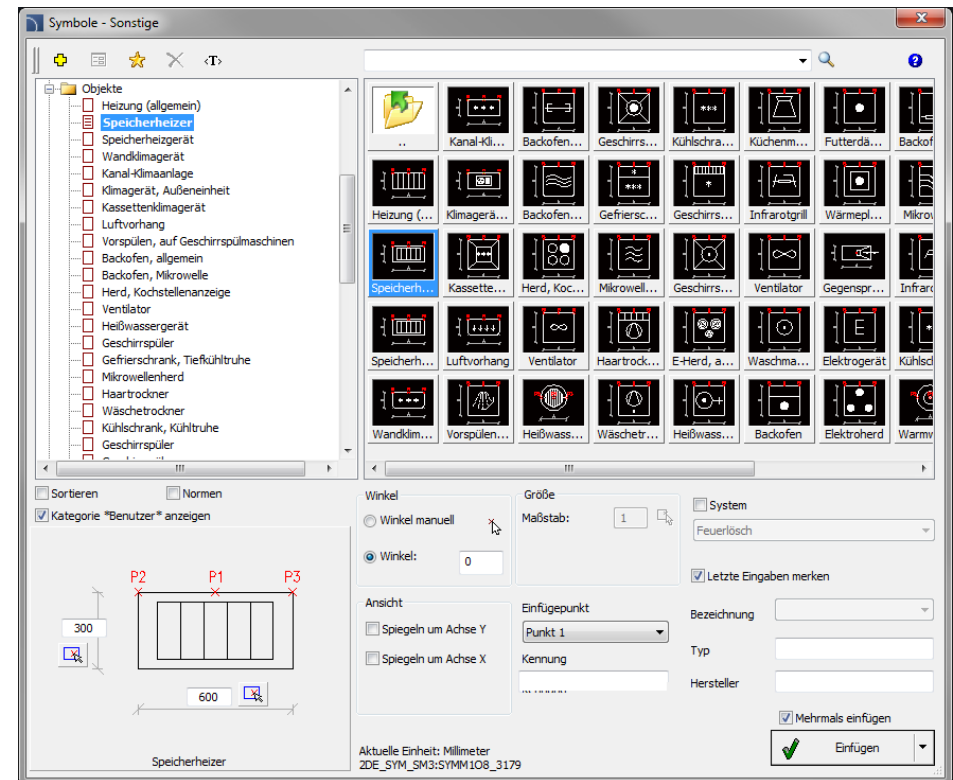 Symbole - Sonstige
<T>
Objekte
Heizung (allgemein)
Speicherheizer
Speicherheizgerät
Wandklimagerät
Kanal-Klimaanlage
Klimagerät, Außeneinheit
Kassettenklimagerät
Luftvorhang
Vorspülen, auf Geschirrspülmaschinen
Backofen, allgemein
Backofen, Mikrowelle
Herd, Kochstellenanzeige
Ventilator
Heißwassergerät
Geschirrspüler
Gefrierschrank, Tiefkühltruhe
Mikrowellenherd
Haartrockner
Wäschetrockner
Kühlschrank, Kühltruhe
Geschirrspüler
.. Kanal-Kli... Backofen... Geschirrs... Kühlschra... Küchenm... Futterdä... Backof
Heizung (... Klimagerä... Backofen... Gefriersc... Geschirrs... Infrarotgrill Wärmepl... Mikrow
Speicherh... Kassette... Herd, Koc... Mikrowell... Geschirrs... Ventilator Gegenspr... Infraro
E
Speicherh... Luftvorhang Ventilator Haartrock... E-Herd, a... Waschma... Elektrogerät Kühlsc
Wandklim... Vorspülen... Heißwass... Wäschetr... Heißwass... Backofen Elektroherd Warmw
Sortieren Normen
Kategorie *Benutzer* anzeigen
P2 P1 P3
300
600
Speicherheizer
Winkel
Winkel manuell
Winkel: 0
Größe
Maßstab: 1
System
Feuerlösch
Letzte Eingaben merken
Ansicht
Spiegeln um Achse Y
Spiegeln um Achse X
Einfügepunkt
Punkt 1
Kennung
Bezeichnung
Typ
Hersteller
Mehrmals einfügen
Einfügen
Aktuelle Einheit: Millimeter
2DE_SYM_SM3:SYMM1O8_3179